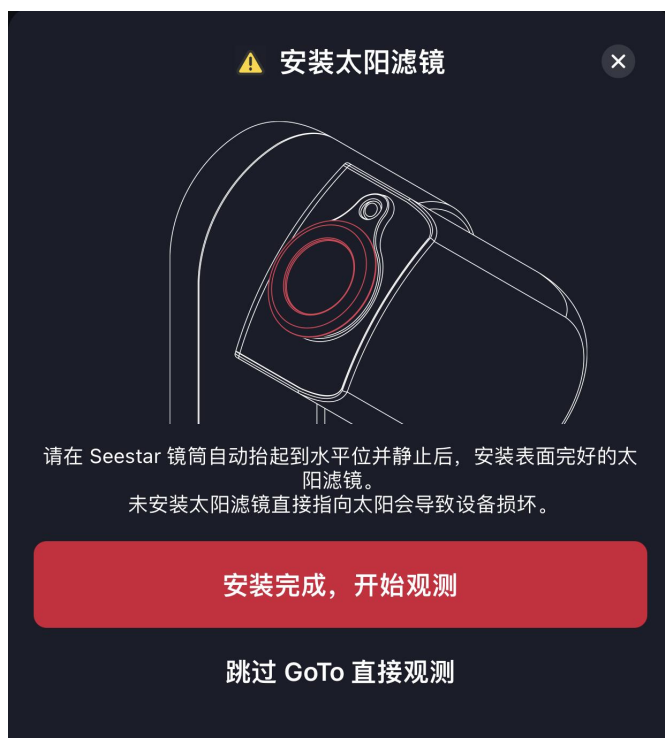 安装太阳滤镜
请在 Seestar 镜筒自动抬起到水平位并静止后，安装表面完好的太
阳滤镜。
未安装太阳滤镜直接指向太阳会导致设备损坏。
安装完成，开始观测
跳过 GoTo 直接观测